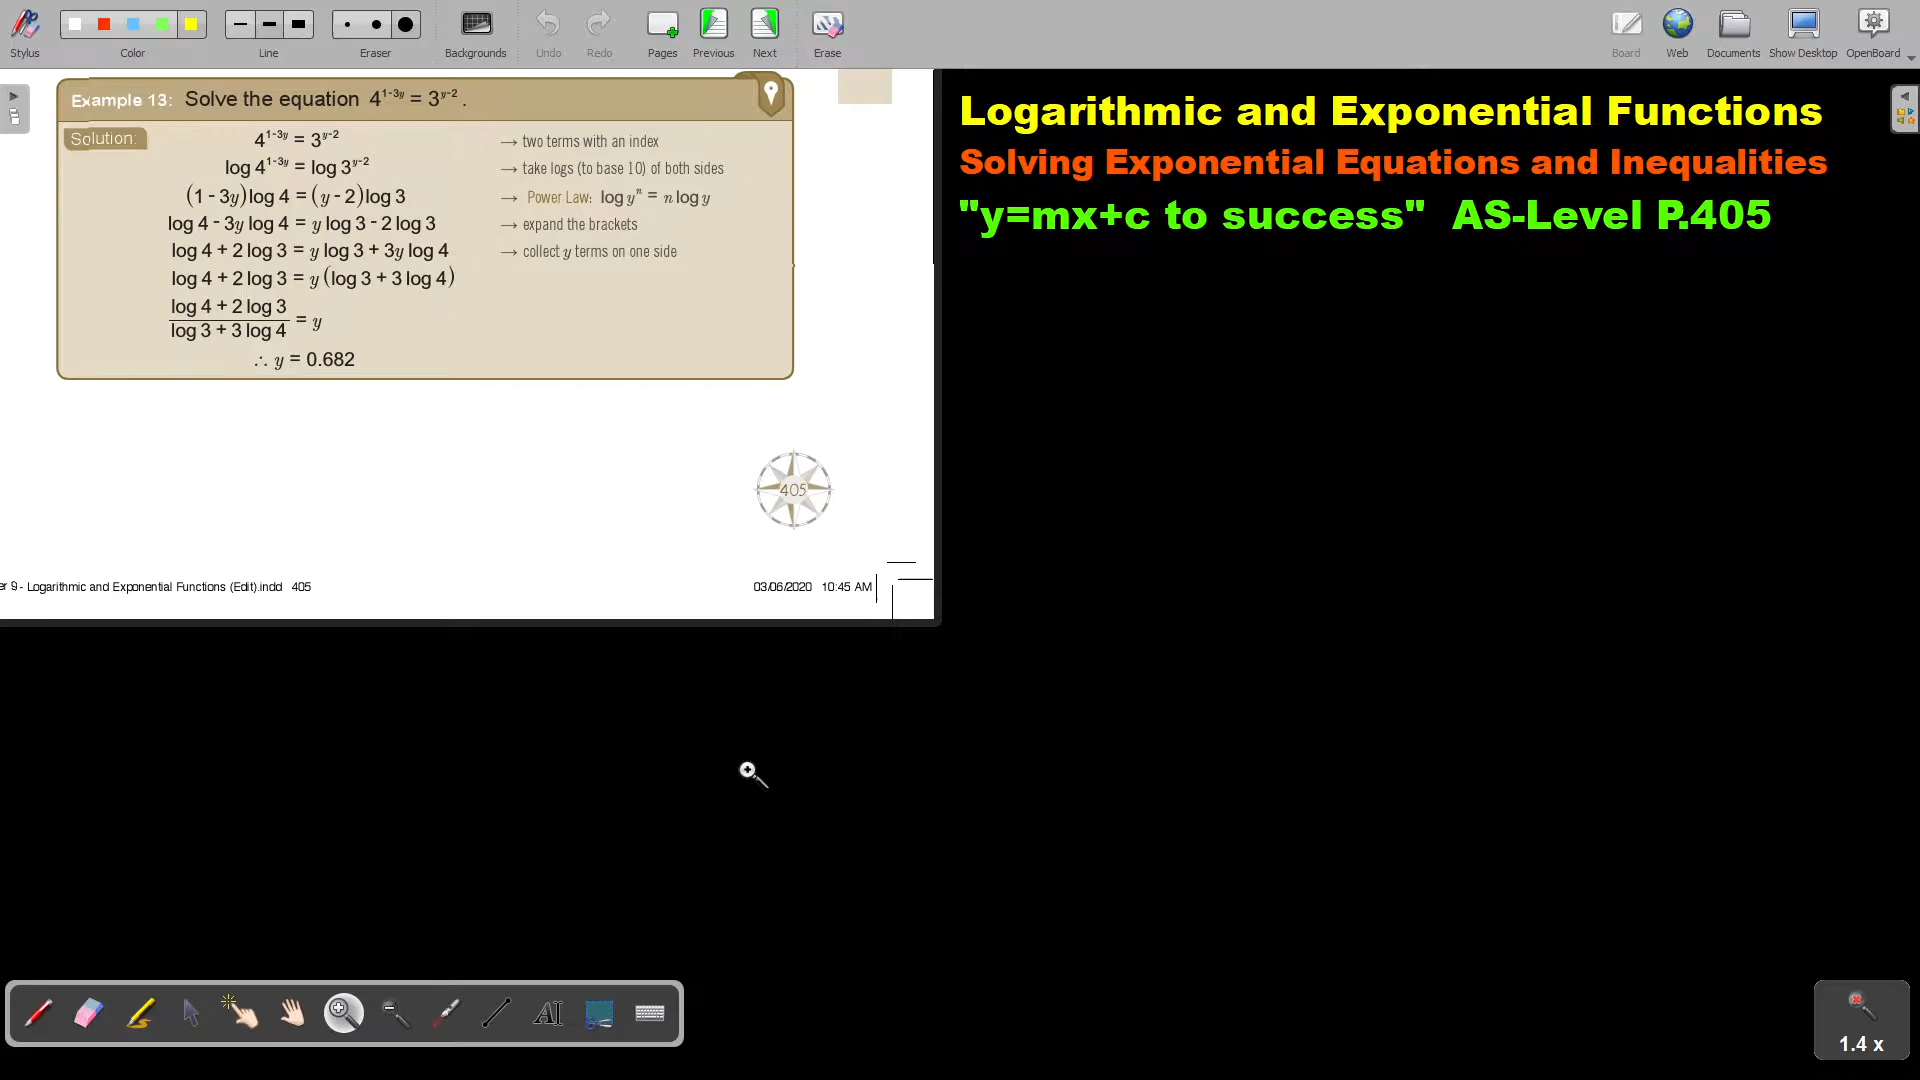 Stylus Color Line Eraser Backgrounds Undo Redo Pages Previous Next Erase Board Web Documents Show Desktop OpenBoard
Example 13: Solve the equation 4^{1-3y} = 3^{y-2} .
Solution:
4^{1-3y} = 3^{y-2} → two terms with an index
log 4^{1-3y} = log 3^{y-2} → take logs (to base 10) of both sides
(1 - 3y) log 4 = (y - 2) log 3 → Power Law: log y^n = n log y
log 4 - 3y log 4 = y log 3 - 2 log 3 → expand the brackets
log 4 + 2 log 3 = y log 3 + 3y log 4 → collect y terms on one side
log 4 + 2 log 3 = y (log 3 + 3 log 4)
log 4 + 2 log 3
log 3 + 3 log 4
= y
∴ y = 0.682
405
er 9 - Logarithmic and Exponential Functions (Edit).indd 405
03/06/2020 10:45 AM
Logarithmic and Exponential Functions
Solving Exponential Equations and Inequalities
"y=mx+c to success" AS-Level P.405
AI
1.4 x